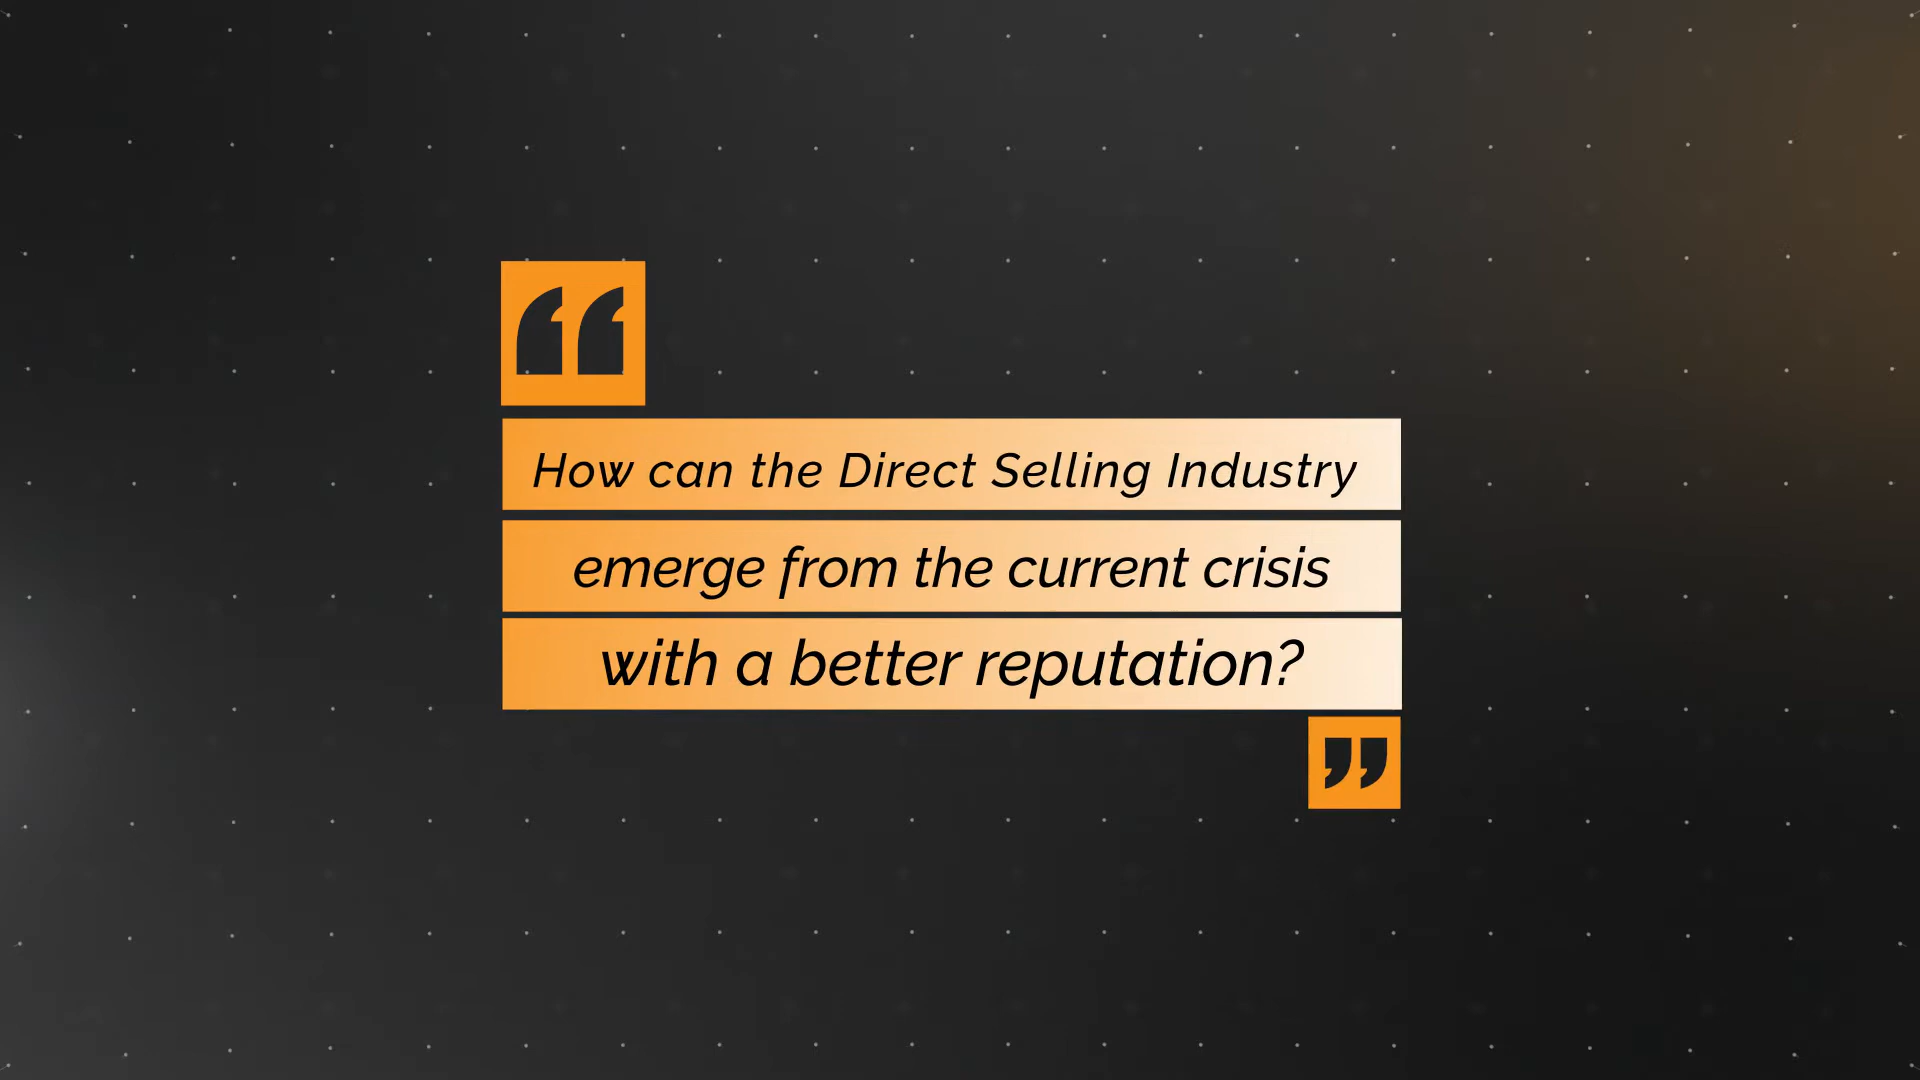 “
How can the Direct Selling Industry
emerge from the current crisis
with a better reputation?
”